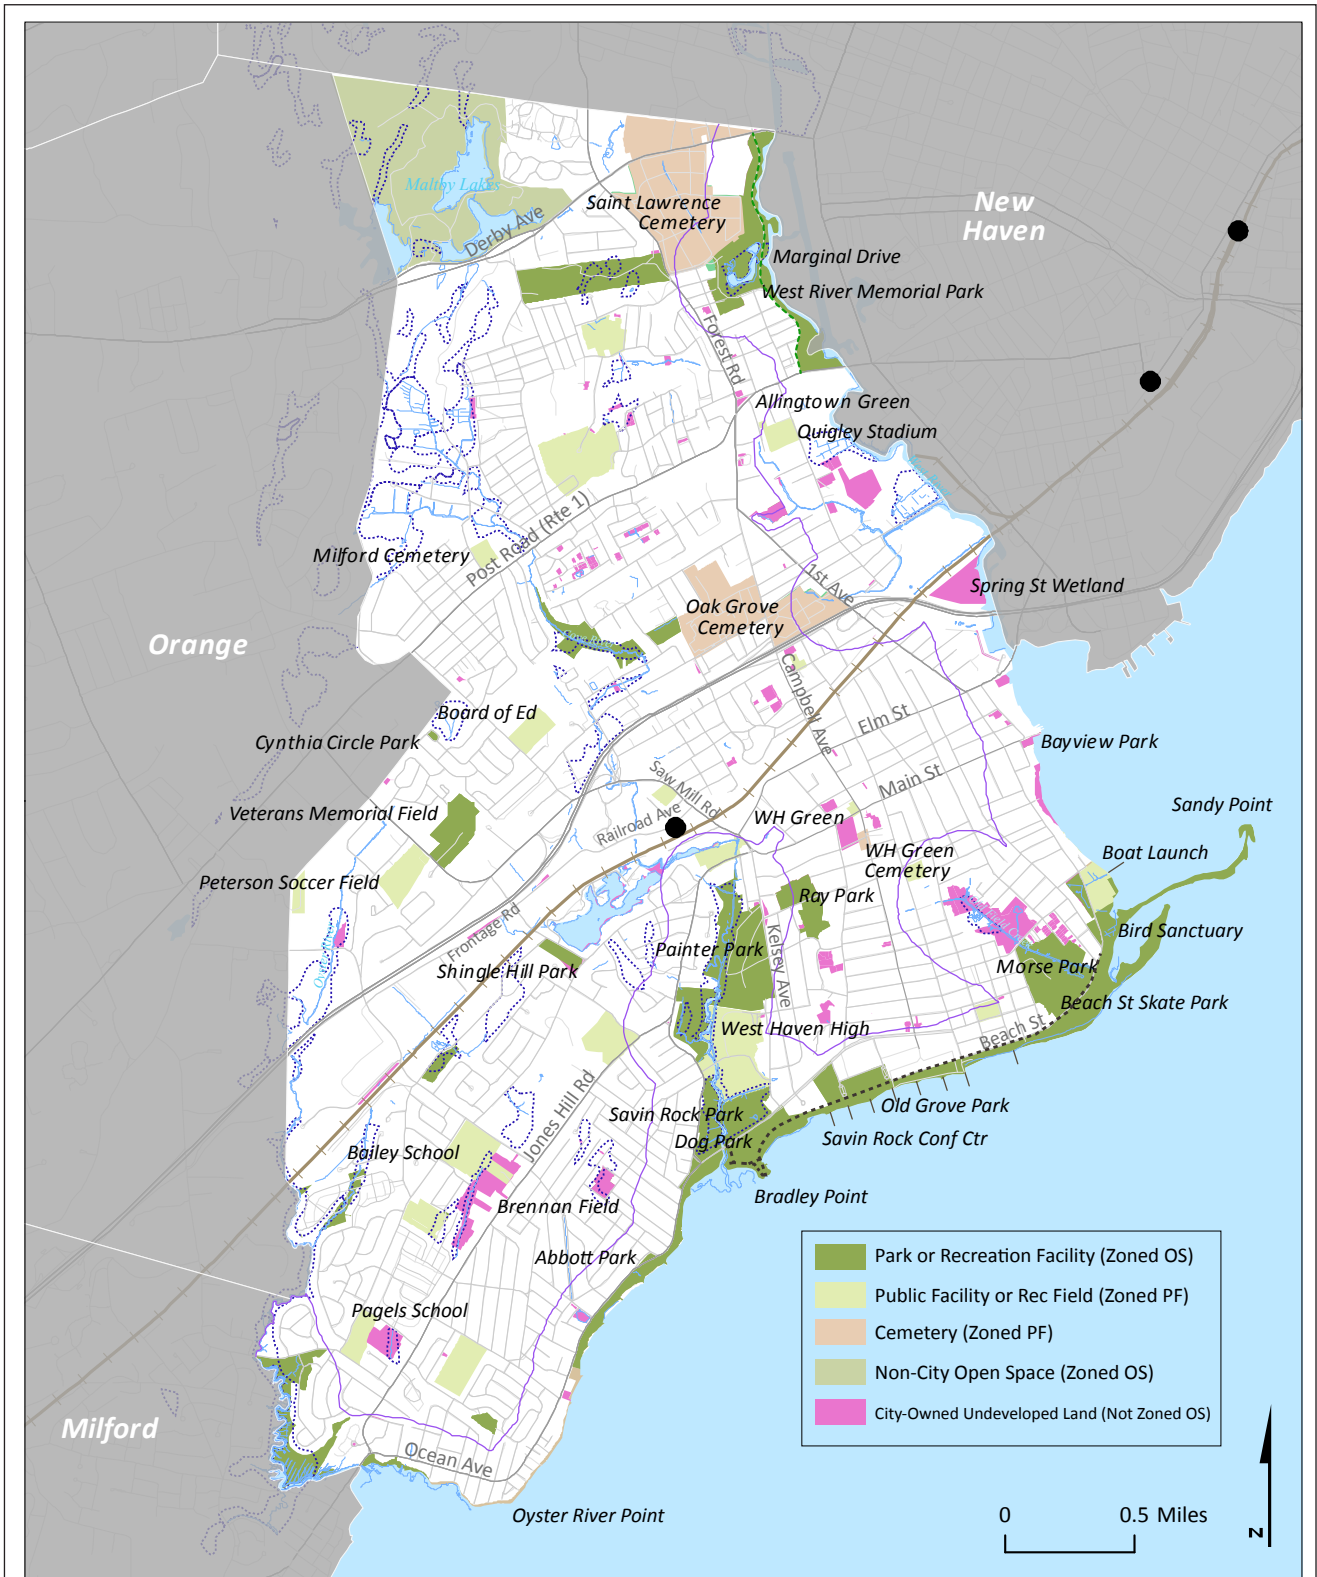 Maltby Lakes
Derby Ave
Saint Lawrence
Cemetery
New
Haven
Marginal Drive
West River Memorial Park
Forest Rd
Allingtown Green
Quigley Stadium
Post Road (Rte 1)
Milford Cemetery
1st Ave
Spring St Wetland
Oak Grove
Cemetery
Orange
Campbell Ave
Elm St
Board of Ed
Cynthia Circle Park
Bayview Park
Main St
Saw Mill Rd
Railroad Ave
Veterans Memorial Field
WH Green
Sandy Point
WH Green
Cemetery
Boat Launch
Peterson Soccer Field
Ray Park
Frontage Rd
Painter Park
Kelsey Ave
Bird Sanctuary
Shingle Hill Park
Morse Park
Beach St Skate Park
West Haven High
Beach St
Jones Hill Rd
Old Grove Park
Savin Rock Park
Dog Park
Savin Rock Conf Ctr
Bailey School
Bradley Point
Brennan Field
Abbott Park
Pagels School
Milford
Ocean Ave
Oyster River Point
Park or Recreation Facility (Zoned OS)
Public Facility or Rec Field (Zoned PF)
Cemetery (Zoned PF)
Non-City Open Space (Zoned OS)
City-Owned Undeveloped Land (Not Zoned OS)
0 0.5 Miles
N